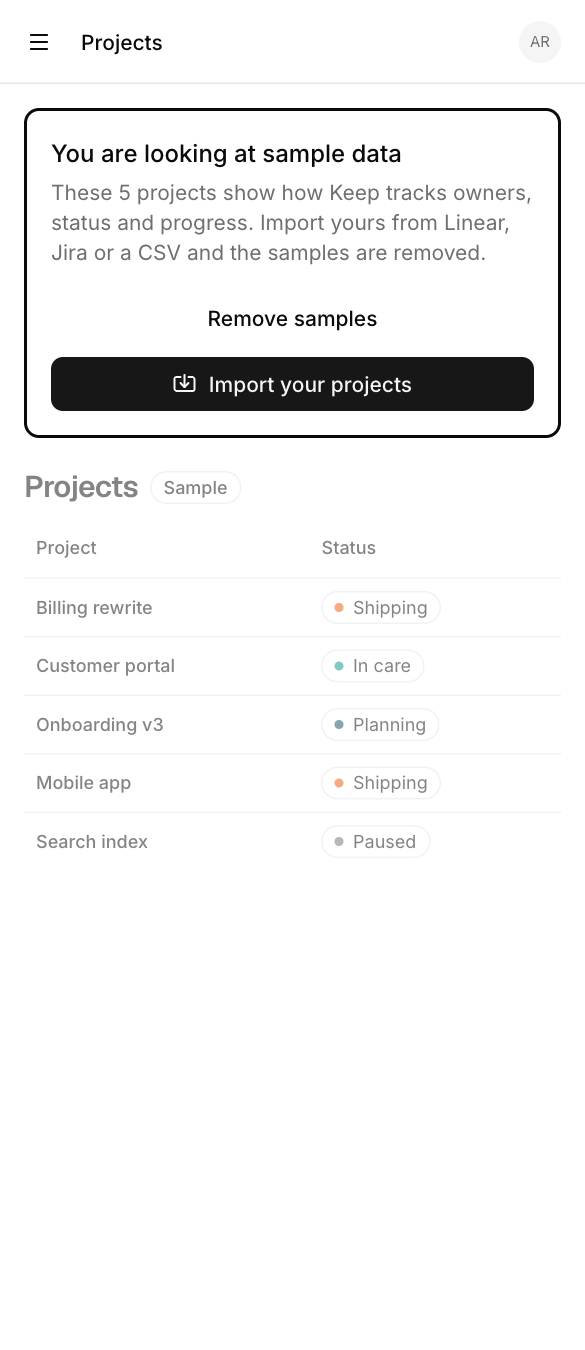 Projects
AR
You are looking at sample data
These 5 projects show how Keep tracks owners,
status and progress. Import yours from Linear,
Jira or a CSV and the samples are removed.
Remove samples
Import your projects
Projects Sample
Project Status
Billing rewrite Shipping
Customer portal In care
Onboarding v3 Planning
Mobile app Shipping
Search index Paused